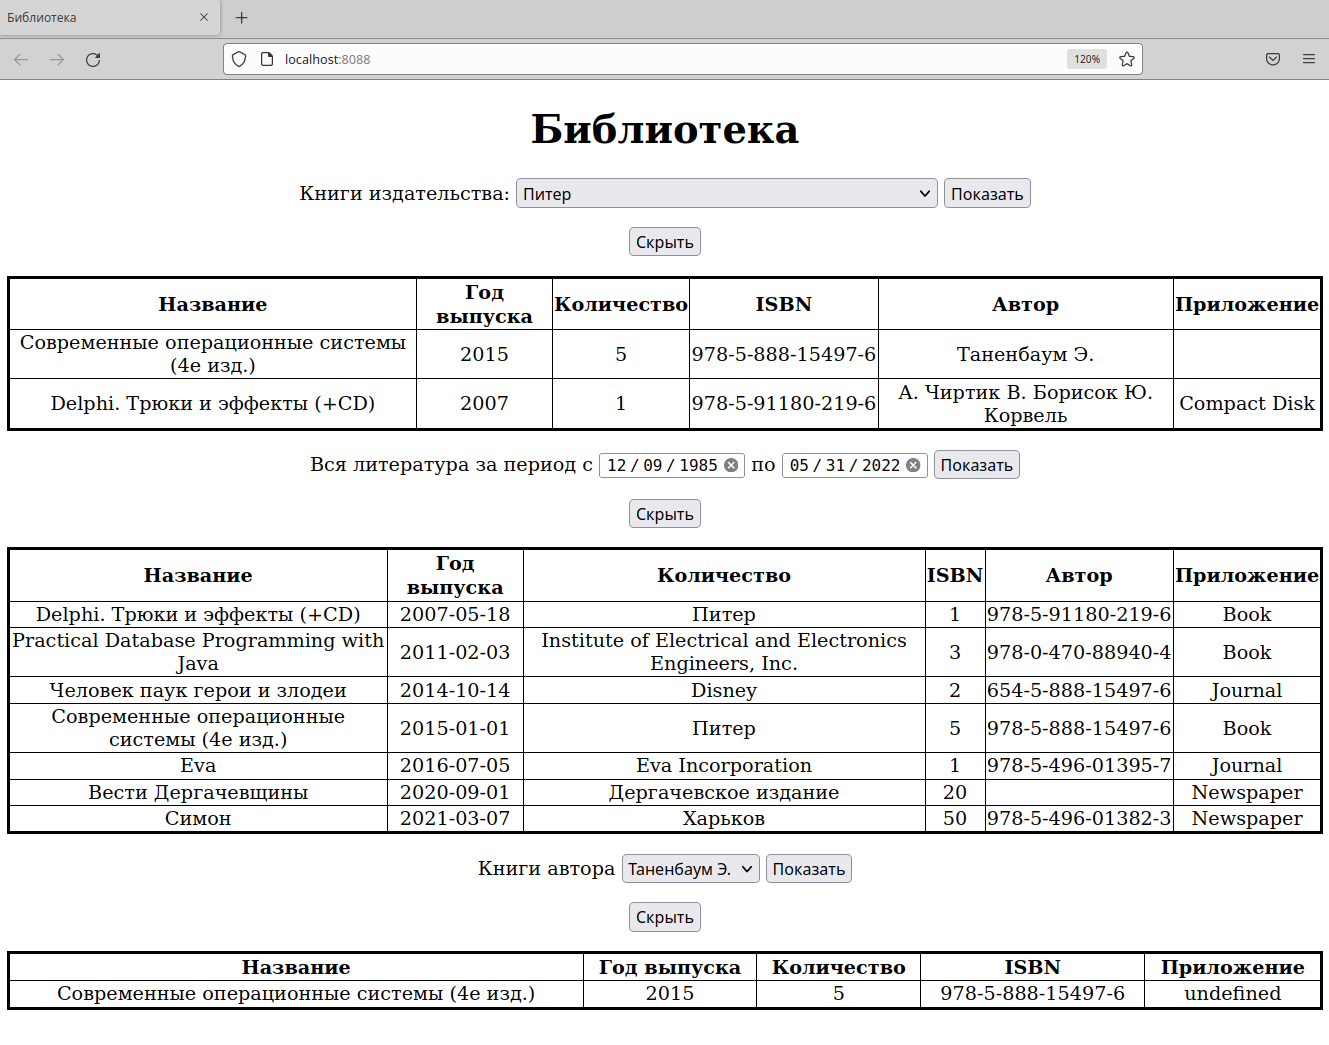 Библиотека
localhost:8088
120%
Библиотека
Книги издательства: Питер Показать
Скрыть
Название Год выпуска Количество ISBN Автор Приложение
Современные операционные системы (4е изд.) 2015 5 978-5-888-15497-6 Таненбаум Э.
Delphi. Трюки и эффекты (+CD) 2007 1 978-5-91180-219-6 А. Чиртик В. Борисок Ю. Корвель Compact Disk
Вся литература за период с 12 / 09 / 1985 по 05 / 31 / 2022 Показать
Скрыть
Название Год выпуска Количество ISBN Автор Приложение
Delphi. Трюки и эффекты (+CD) 2007-05-18 Питер 1 978-5-91180-219-6 Book
Practical Database Programming with Java 2011-02-03 Institute of Electrical and Electronics Engineers, Inc. 3 978-0-470-88940-4 Book
Человек паук герои и злодеи 2014-10-14 Disney 2 654-5-888-15497-6 Journal
Современные операционные системы (4е изд.) 2015-01-01 Питер 5 978-5-888-15497-6 Book
Eva 2016-07-05 Eva Incorporation 1 978-5-496-01395-7 Journal
Вести Дергачевщины 2020-09-01 Дергачевское издание 20 Newspaper
Симон 2021-03-07 Харьков 50 978-5-496-01382-3 Newspaper
Книги автора Таненбаум Э. Показать
Скрыть
Название Год выпуска Количество ISBN Приложение
Современные операционные системы (4е изд.) 2015 5 978-5-888-15497-6 undefined